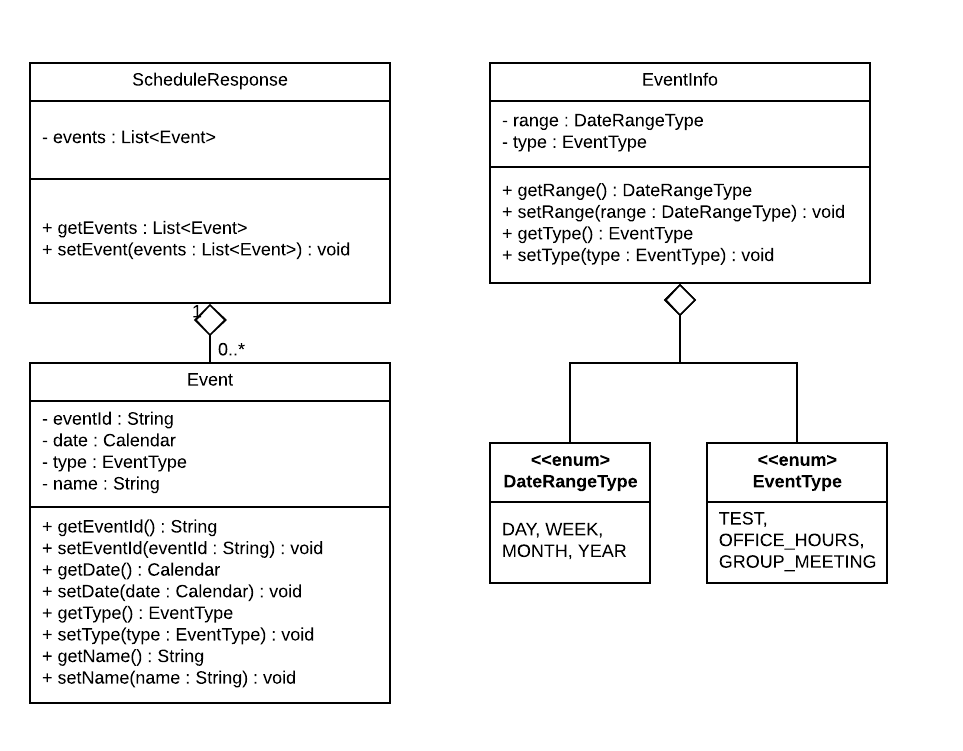 ScheduleResponse
- events : List<Event>
+ getEvents : List<Event>
+ setEvent(events : List<Event>) : void
1
0..*
Event
- eventId : String
- date : Calendar
- type : EventType
- name : String
+ getEventId() : String
+ setEventId(eventId : String) : void
+ getDate() : Calendar
+ setDate(date : Calendar) : void
+ getType() : EventType
+ setType(type : EventType) : void
+ getName() : String
+ setName(name : String) : void
EventInfo
- range : DateRangeType
- type : EventType
+ getRange() : DateRangeType
+ setRange(range : DateRangeType) : void
+ getType() : EventType
+ setType(type : EventType) : void
<<enum>
DateRangeType
DAY, WEEK,
MONTH, YEAR
<<enum>
EventType
TEST,
OFFICE_HOURS,
GROUP_MEETING